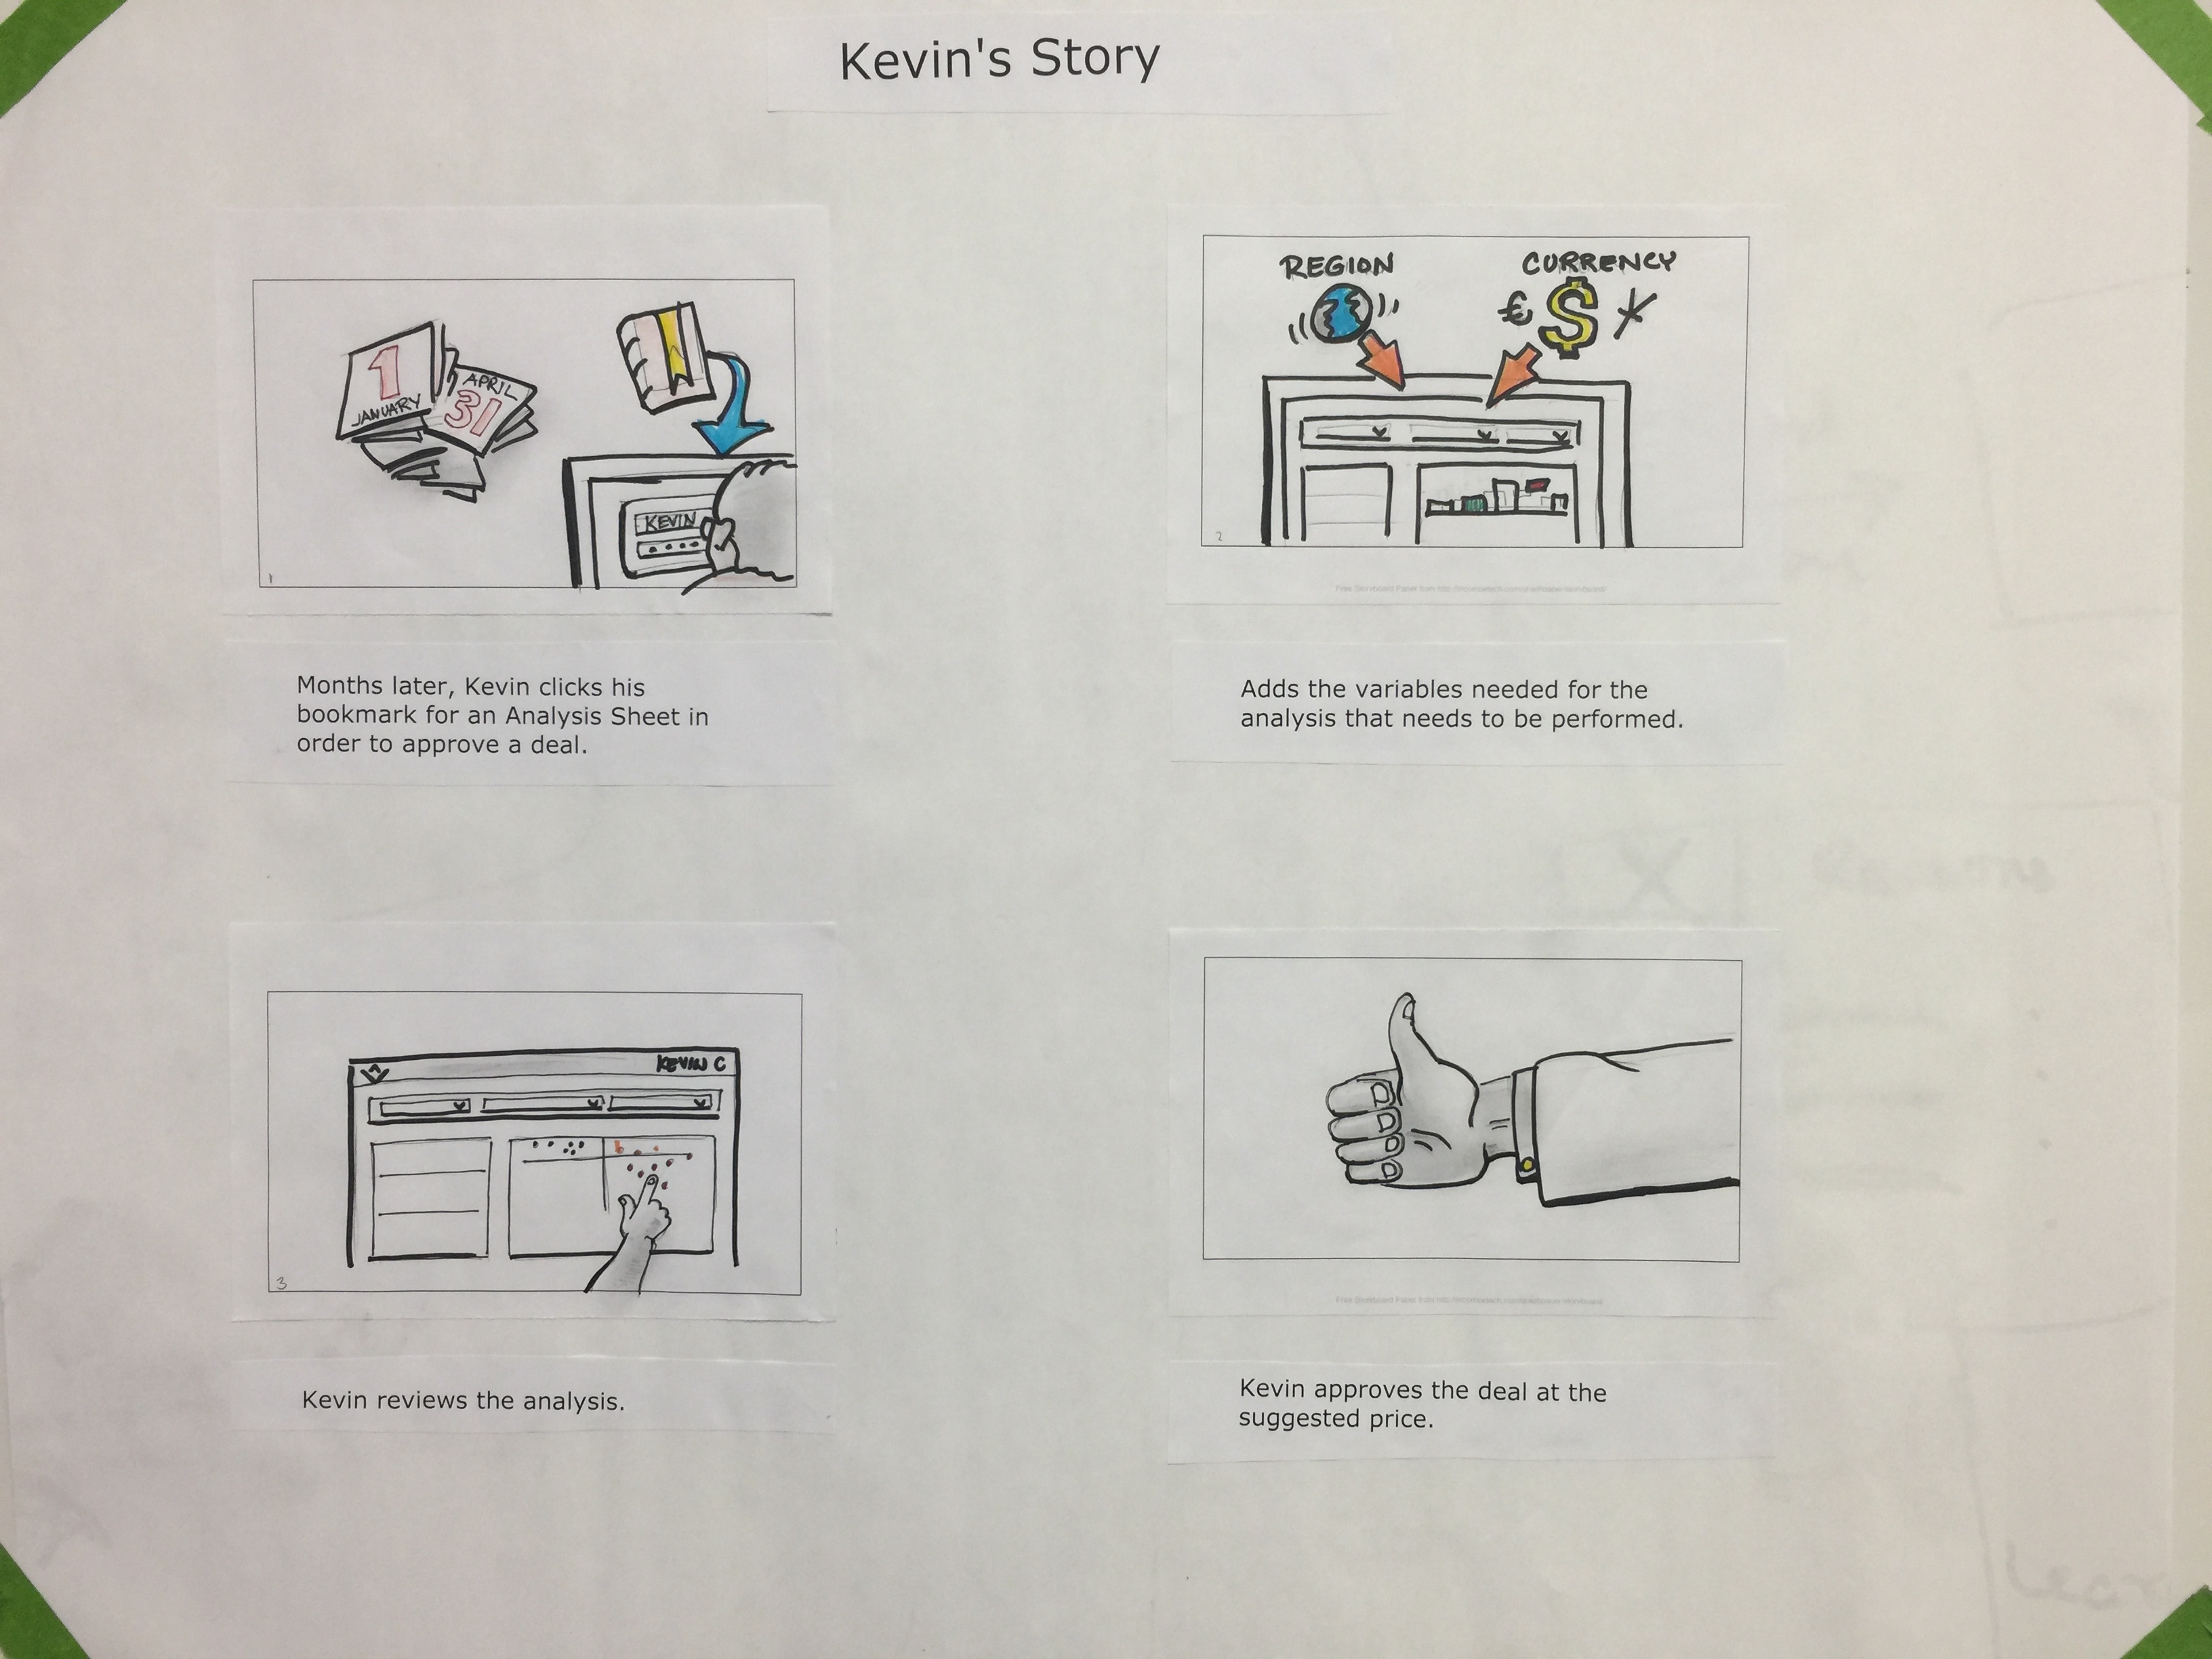 Kevin's Story
1
JANUARY
APRIL
31
KEVIN
1
Months later, Kevin clicks his
bookmark for an Analysis Sheet in
order to approve a deal.
REGION
CURRENCY
€ $
2
Adds the variables needed for the
analysis that needs to be performed.
KEVIN C
3
Kevin reviews the analysis.
Kevin approves the deal at the
suggested price.